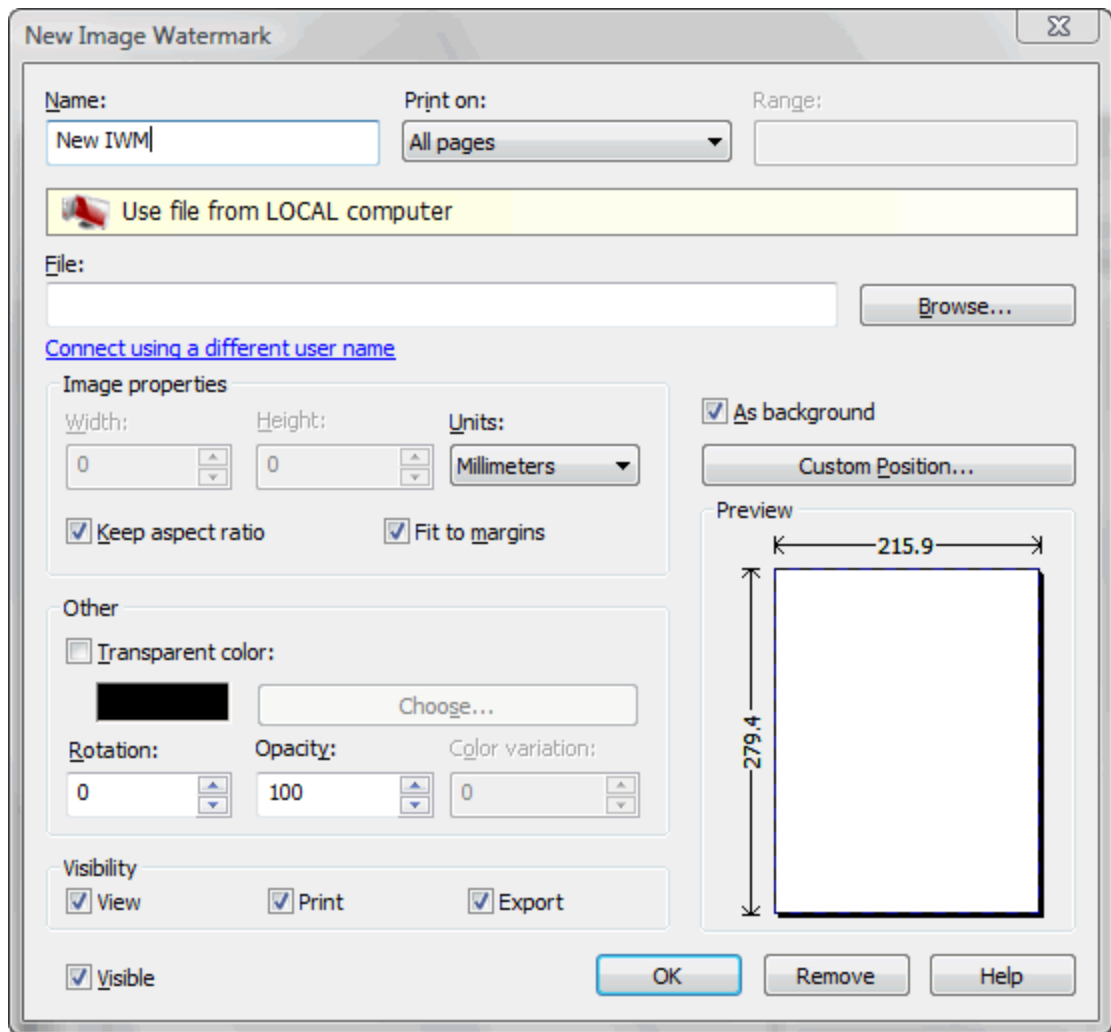 New Image Watermark
Name: Print on: Range:
New IWM All pages
Use file from LOCAL computer
File:
Browse...
Connect using a different user name
Image properties
Width: Height: Units:
0 0 Millimeters
Keep aspect ratio Fit to margins
As background
Custom Position...
Preview
215.9
279.4
Other
Transparent color:
Choose...
Rotation: Opacity: Color variation:
0 100 0
Visibility
View Print Export
Visible
OK Remove Help